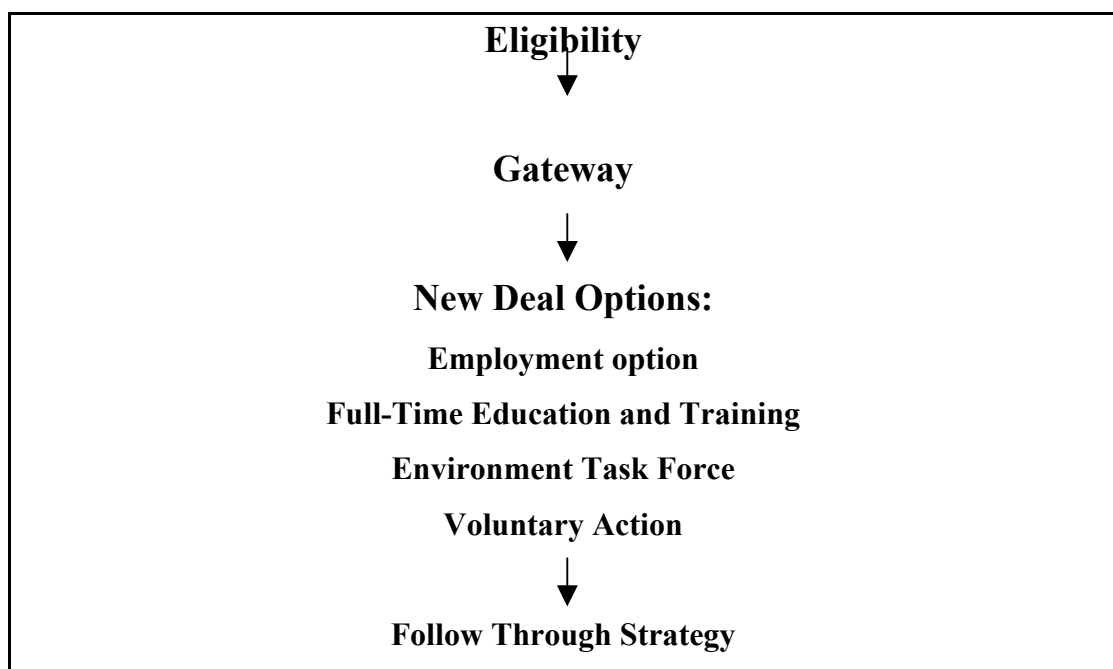 Eligibility
Gateway
New Deal Options:
Employment option
Full-Time Education and Training
Environment Task Force
Voluntary Action
Follow Through Strategy